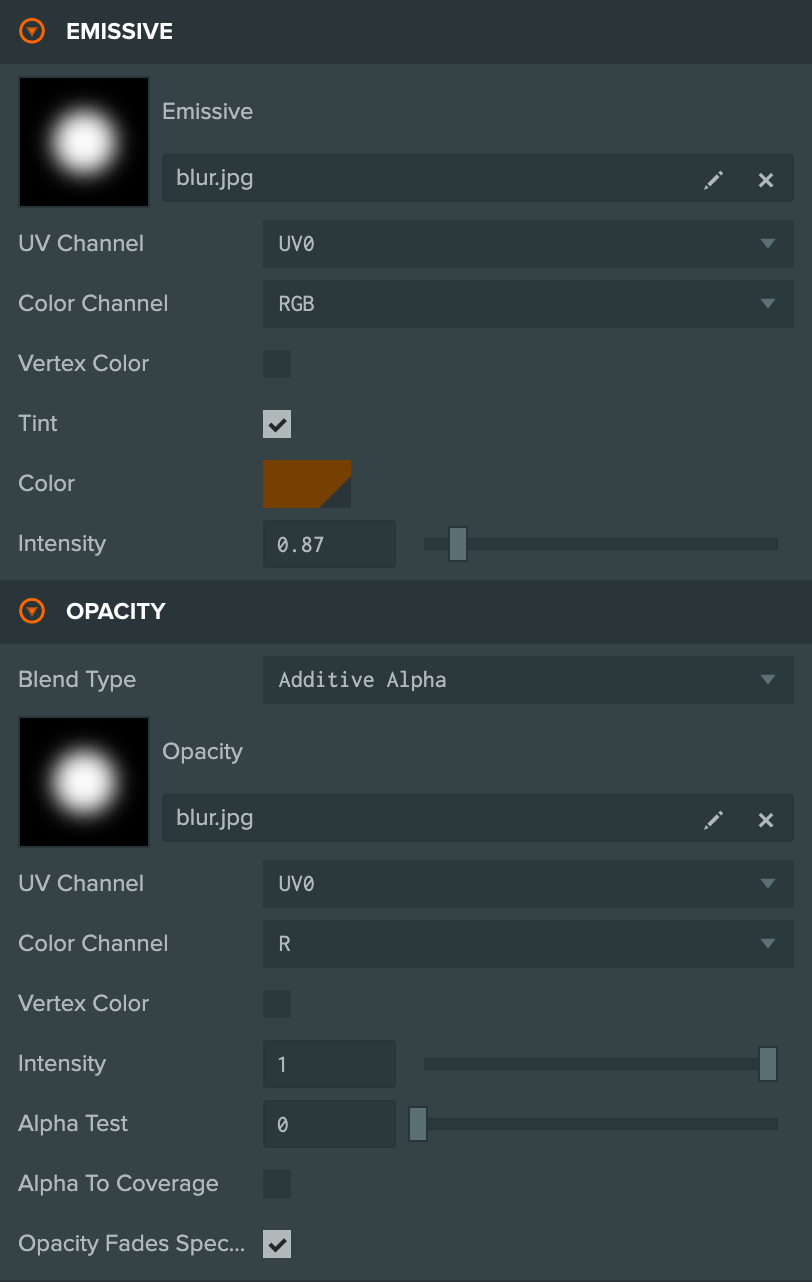 EMISSIVE
Emissive
blur.jpg
UV Channel UV0
Color Channel RGB
Vertex Color
Tint
Color
Intensity 0.87
OPACITY
Blend Type Additive Alpha
Opacity
blur.jpg
UV Channel UV0
Color Channel R
Vertex Color
Intensity 1
Alpha Test 0
Alpha To Coverage
Opacity Fades Spec...